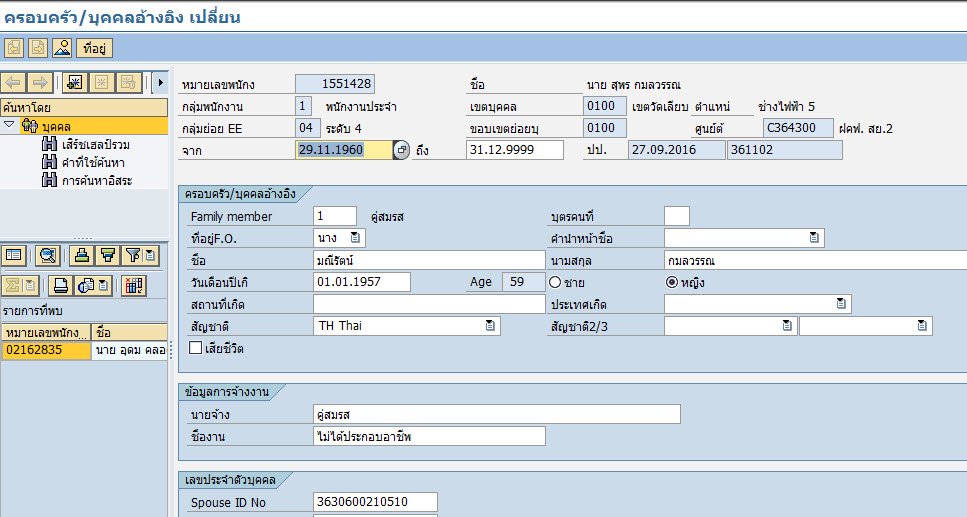 ครอบครัว/บุคคลอ้างอิง เปลี่ยน
ที่อยู่
ค้นหาโดย
บุคคล
เสิร์ชเฮลป์รวม
คำที่ใช้ค้นหา
การค้นหาอิสระ
รายการที่พบ
หมายเลขพนักง... ชื่อ
02162835 นาย อุดม คลอ
หมายเลขพนักง 1551428 ชื่อ นาย สุพร กมลวรรณ
กลุ่มพนักงาน 1 พนักงานประจำ เขตบุคคล 0100 เขตวัดเลียบ ตำแหน่ ช่างไฟฟ้า 5
กลุ่มย่อย EE 04 ระดับ 4 ขอบเขตย่อยบุ 0100 ศูนย์ต้ C364300 ฝคฟ. สย.2
จาก 29.11.1960 ถึง 31.12.9999 ปป. 27.09.2016 361102
ครอบครัว/บุคคลอ้างอิง
Family member 1 คู่สมรส บุตรคนที่
ที่อยู่F.O. นาง คำนำหน้าชื่อ
ชื่อ มณีรัตน์ นามสกุล กมลวรรณ
วันเดือนปีเกิ 01.01.1957 Age 59 ชาย หญิง
สถานที่เกิด ประเทศเกิด
สัญชาติ TH Thai สัญชาติ2/3
เสียชีวิต
ข้อมูลการจ้างงาน
นายจ้าง คู่สมรส
ชื่องาน ไม่ได้ประกอบอาชีพ
เลขประจำตัวบุคคล
Spouse ID No 3630600210510